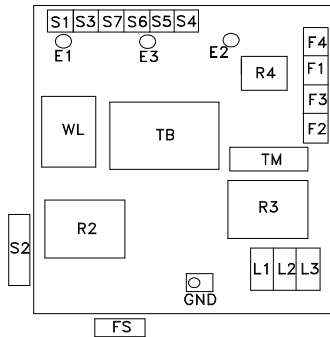 S1 S3 S7 S6 S5 S4
E1 E3 E2
F4
R4 F1
F3
WL TB F2
TM
R2 R3
S2
L1 L2 L3
GND
FS